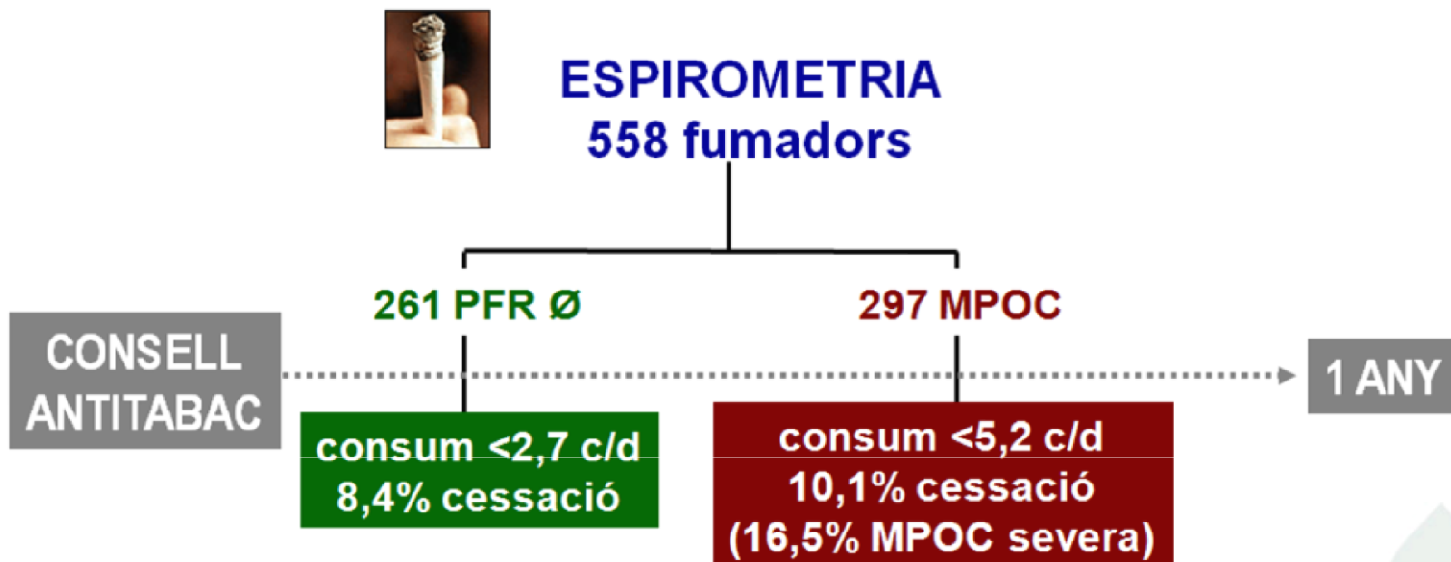 ESPIROMETRIA
558 fumadors
261 PFR Ø
297 MPOC
CONSELL
ANTITABAC
1 ANY
consum <2,7 c/d
8,4% cessació
consum <5,2 c/d
10,1% cessació
(16,5% MPOC severa)